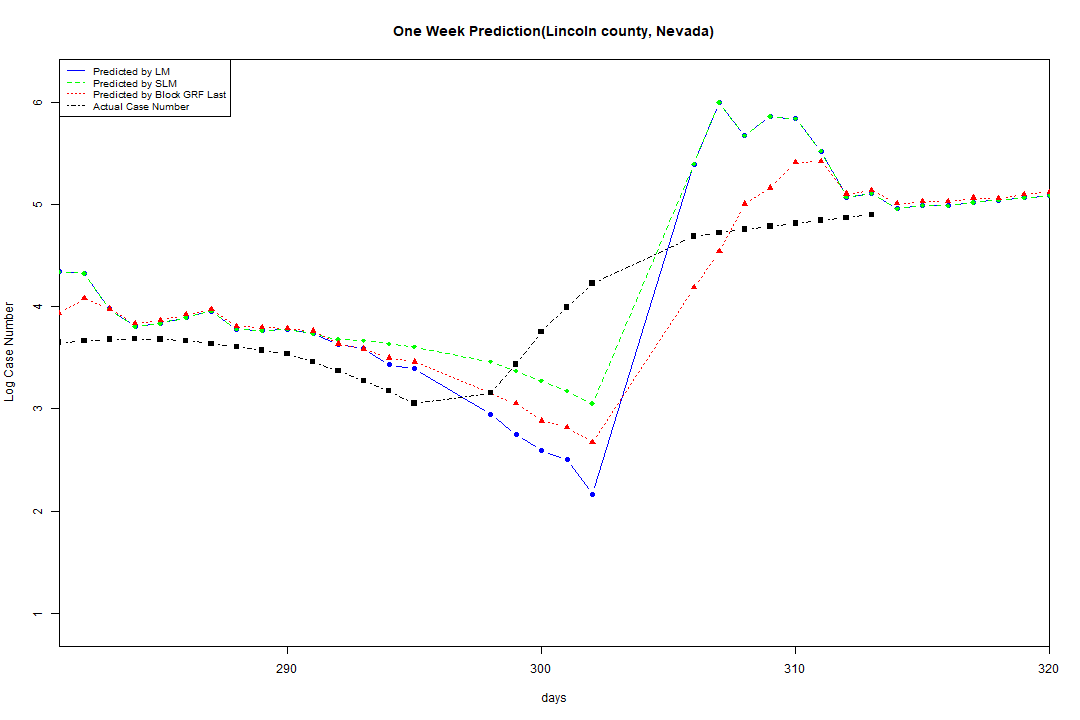 One Week Prediction(Lincoln county, Nevada)
Predicted by LM
Predicted by SLM
Predicted by Block GRF Last
Actual Case Number
6
5
4
3
2
1
Log Case Number
290 300 310 320
days